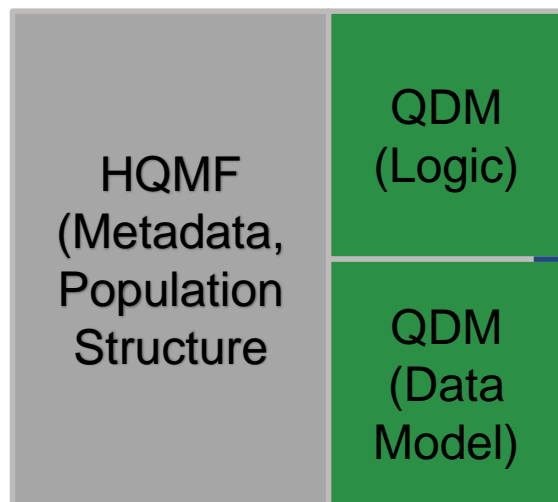 HQMF
(Metadata,
Population
Structure
QDM
(Logic)
QDM
(Data
Model)